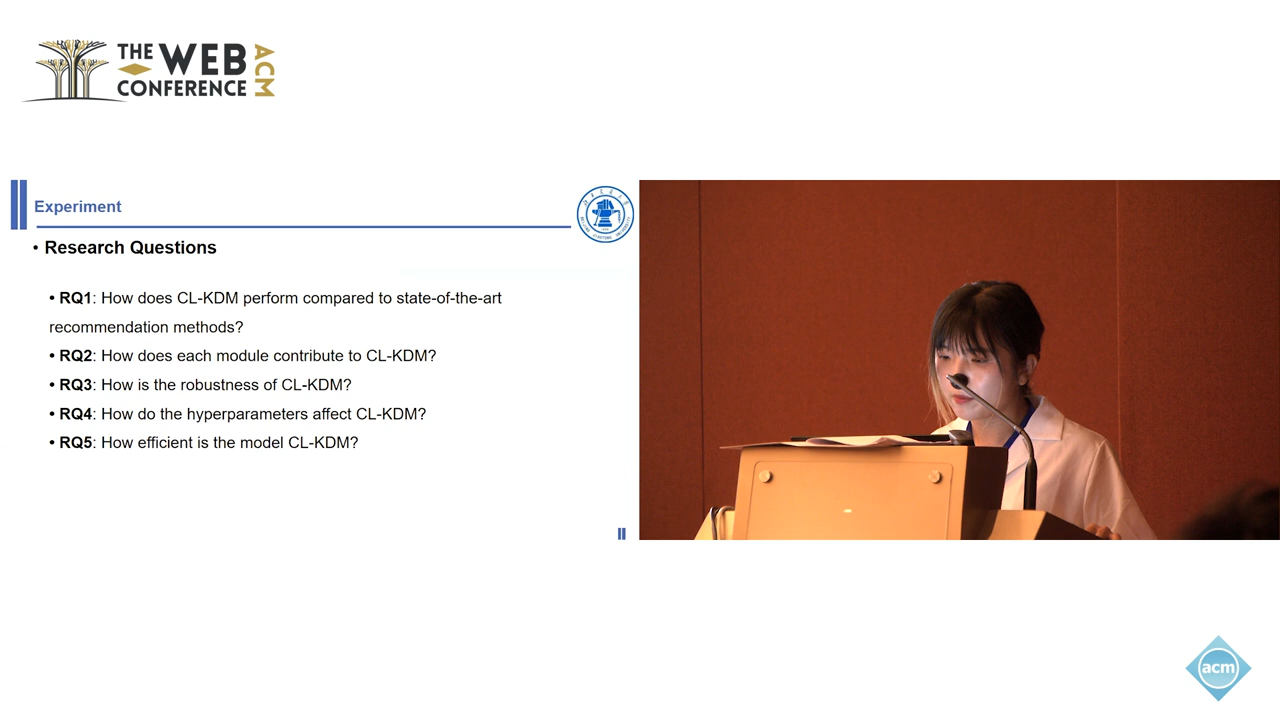 THE WEB
CONFERENCE
ACM
Experiment
• Research Questions
• RQ1: How does CL-KDM perform compared to state-of-the-art
recommendation methods?
• RQ2: How does each module contribute to CL-KDM?
• RQ3: How is the robustness of CL-KDM?
• RQ4: How do the hyperparameters affect CL-KDM?
• RQ5: How efficient is the model CL-KDM?
acm